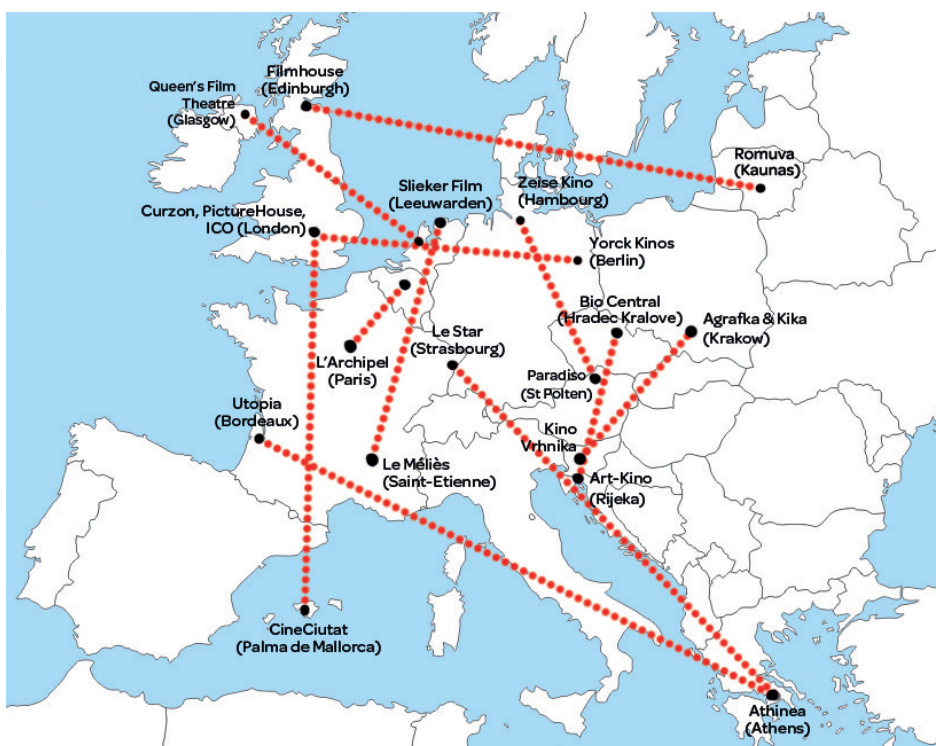 Filmhouse
(Edinburgh)
Queen's Film
Theatre
(Glasgow)
Romuva
(Kaunas)
Slieker Film
(Leeuwarden)
Zeise Kino
(Hambourg)
Curzon, PictureHouse,
ICO (London)
Yorck Kinos
(Berlin)
Bio Central
(Hradec Kralove)
Agrafka & Kika
(Krakow)
Le Star
(Strasbourg)
L'Archipel
(Paris)
Paradiso
(St Polten)
Utopia
(Bordeaux)
Kino
Vrhnika
Le Méliès
(Saint-Etienne)
Art-Kino
(Rijeka)
CineCiutat
(Palma de Mallorca)
Athinea
(Athens)